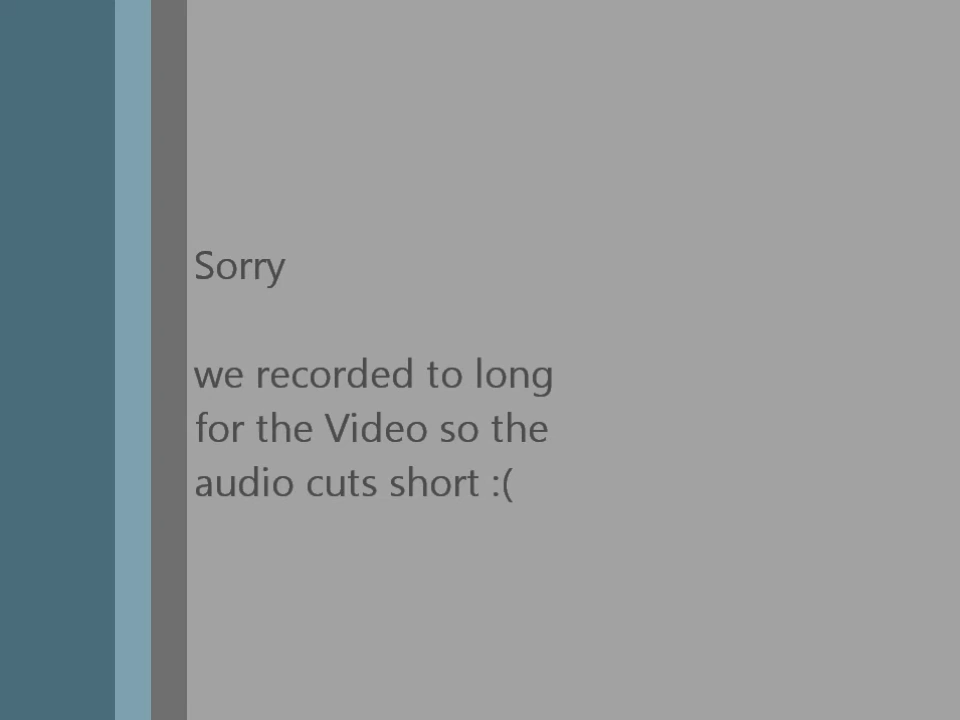 Sorry
we recorded to long
for the Video so the
audio cuts short :(